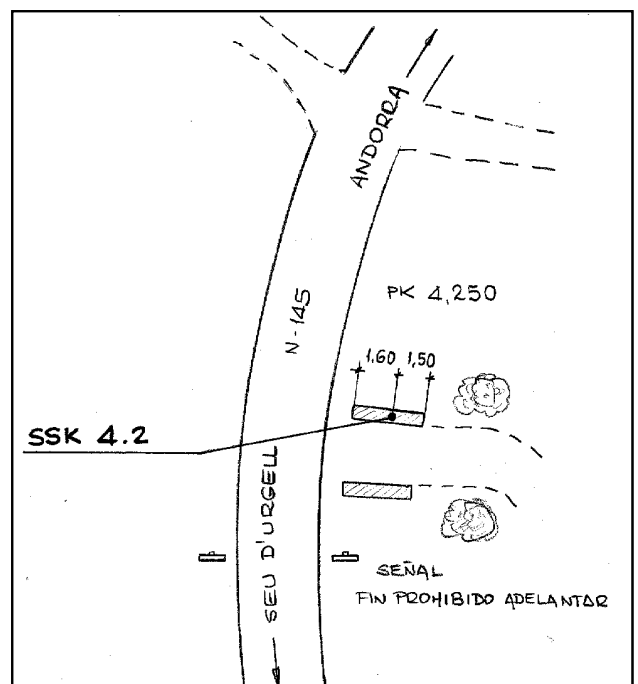 ANDORRA
PK 4,250
N-145
1.60 1,50
SSK 4.2
SEU D'URGELL
SEÑAL
FIN PROHIBIDO ADELANTAR